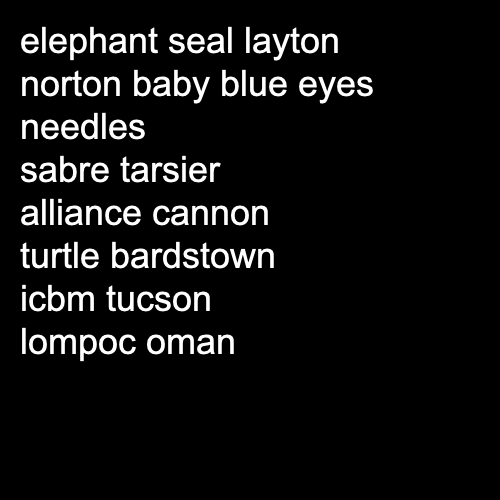 elephant seal layton
norton baby blue eyes
needles
sabre tarsier
alliance cannon
turtle bardstown
icbm tucson
lompoc oman